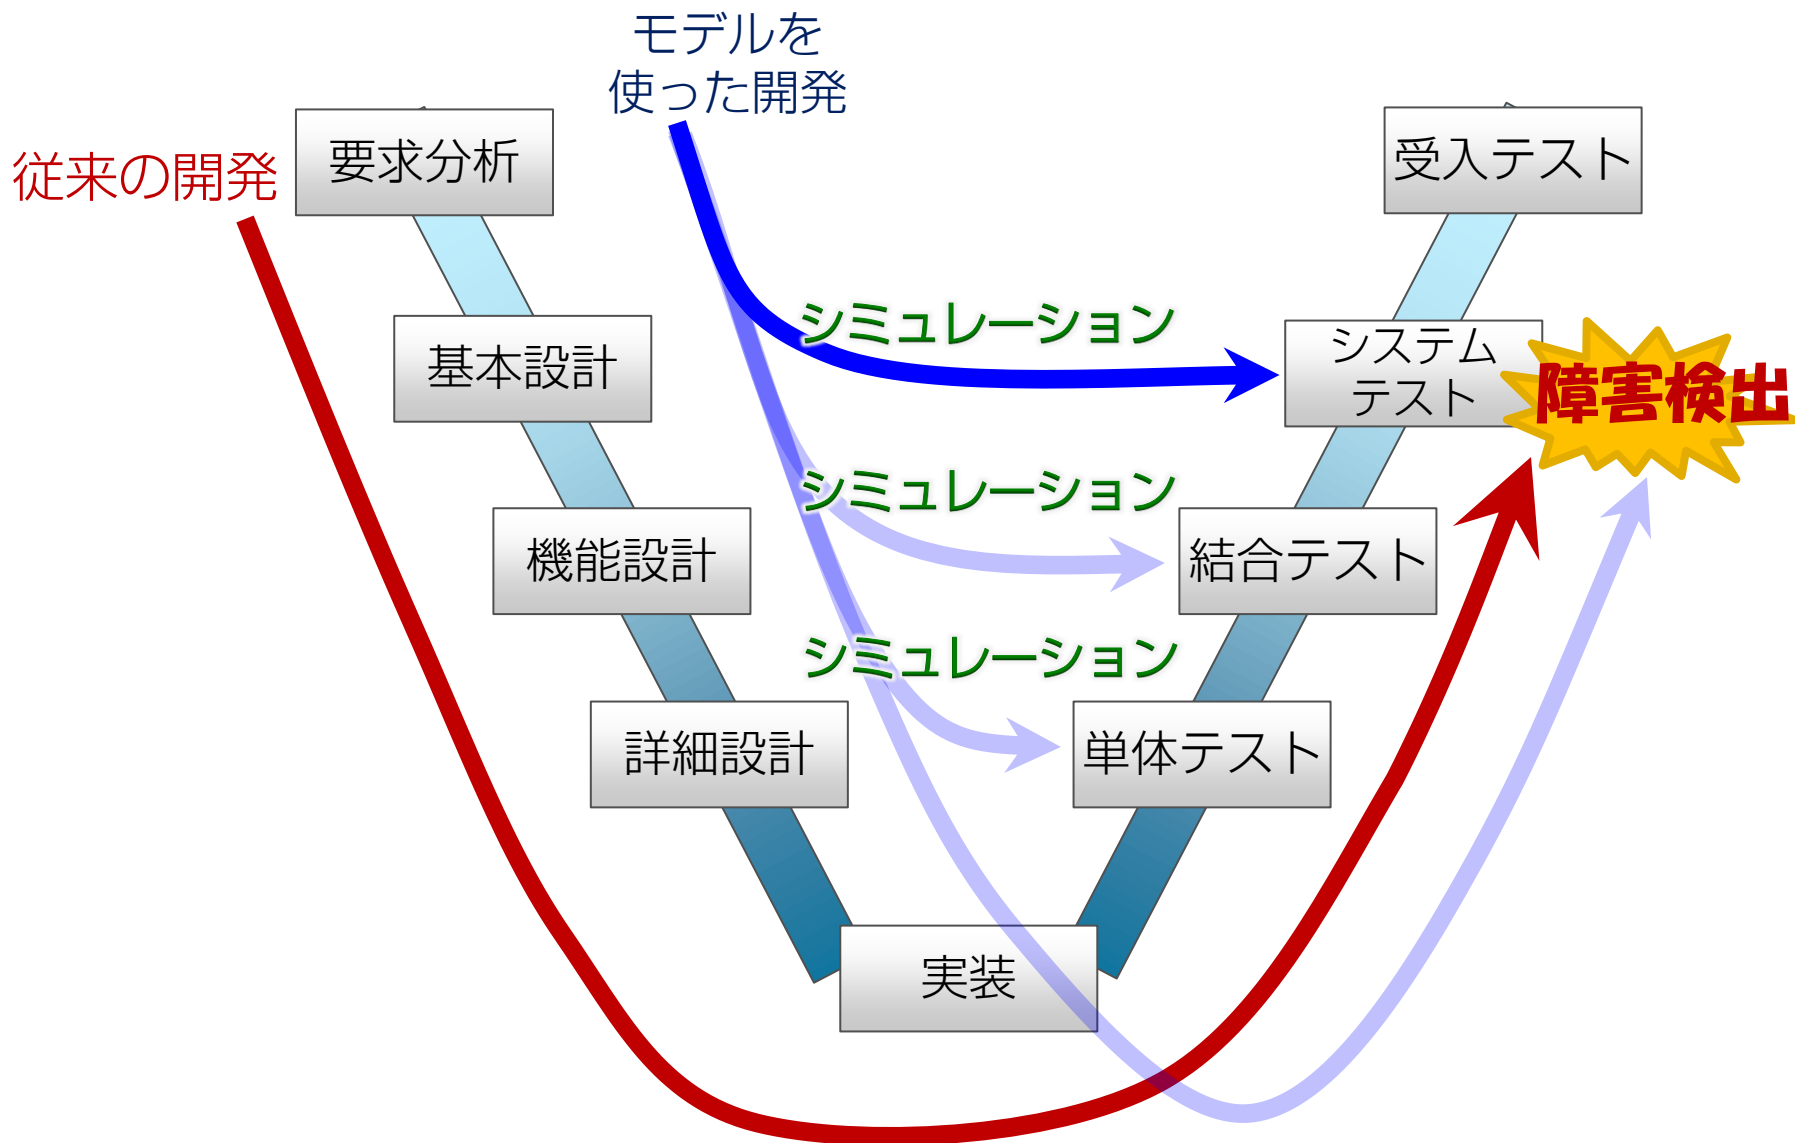 モデルを
使った開発
従来の開発
要求分析
受入テスト
シミュレーション
基本設計
システム
テスト
障害検出
シミュレーション
機能設計
結合テスト
シミュレーション
詳細設計
単体テスト
実装